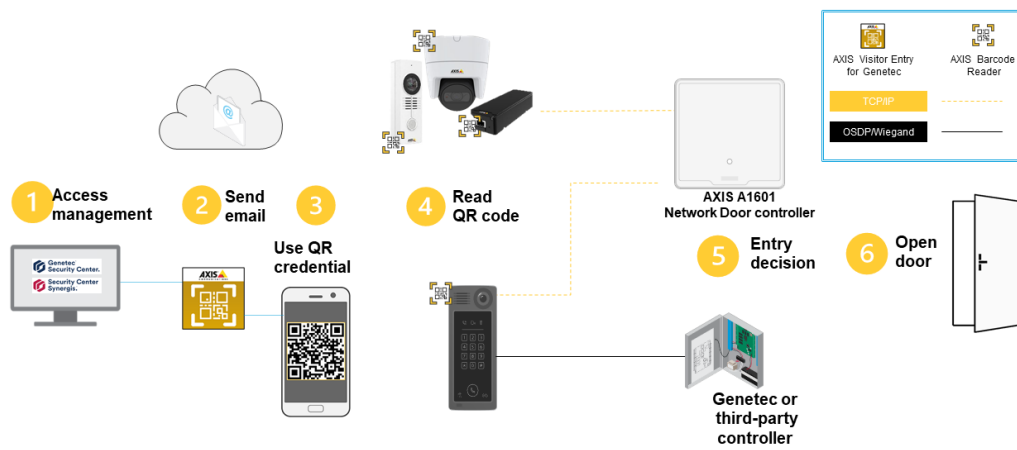 1
Access
management
Genetec
Security Center.
Security Center
Synergis.
2
Send
email
AXIS
3
Use QR
credential
4
Read
QR code
AXIS
AXIS A1601
Network Door controller
5
Entry
decision
Genetec or
third-party
controller
6
Open
door
AXIS Visitor Entry
for Genetec
AXIS Barcode
Reader
TCP/IP
OSDP/Wiegand